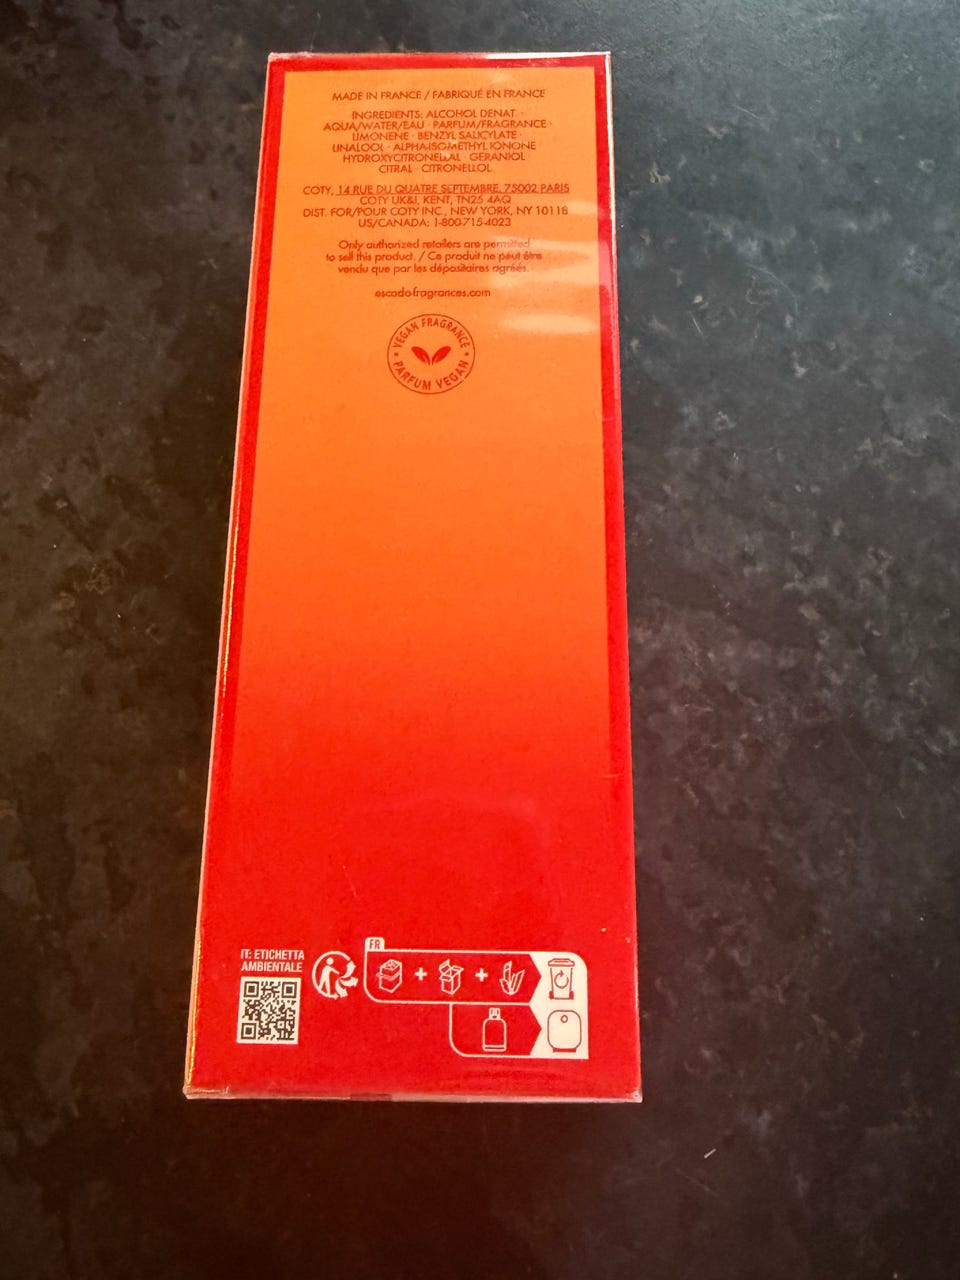 MADE IN FRANCE / FABRIQUÉ EN FRANCE
INGREDIENTS: ALCOHOL DENAT. ·
AQUA/WATER/EAU · PARFUM/FRAGRANCE ·
LIMONENE · BENZYL SALICYLATE ·
LINALOOL · ALPHA-ISOMETHYL IONONE
HYDROXYCITRONELLAL · GERANIOL
CITRAL · CITRONELLOL
COTY, 14 RUE DU QUATRE SEPTEMBRE, 75002 PARIS
COTY UK&I, KENT, TN25 4AQ
DIST. FOR/POUR COTY INC., NEW YORK, NY 10118
US/CANADA: 1-800-715-4023
Only authorized retailers are permitted
to sell this product. / Ce produit ne peut être
vendu que par les dépositaires agréés.
escada-fragrances.com
VEGAN FRAGRANCE
PARFUM VEGAN
IT: ETICHETTA
AMBIENTALE
FR